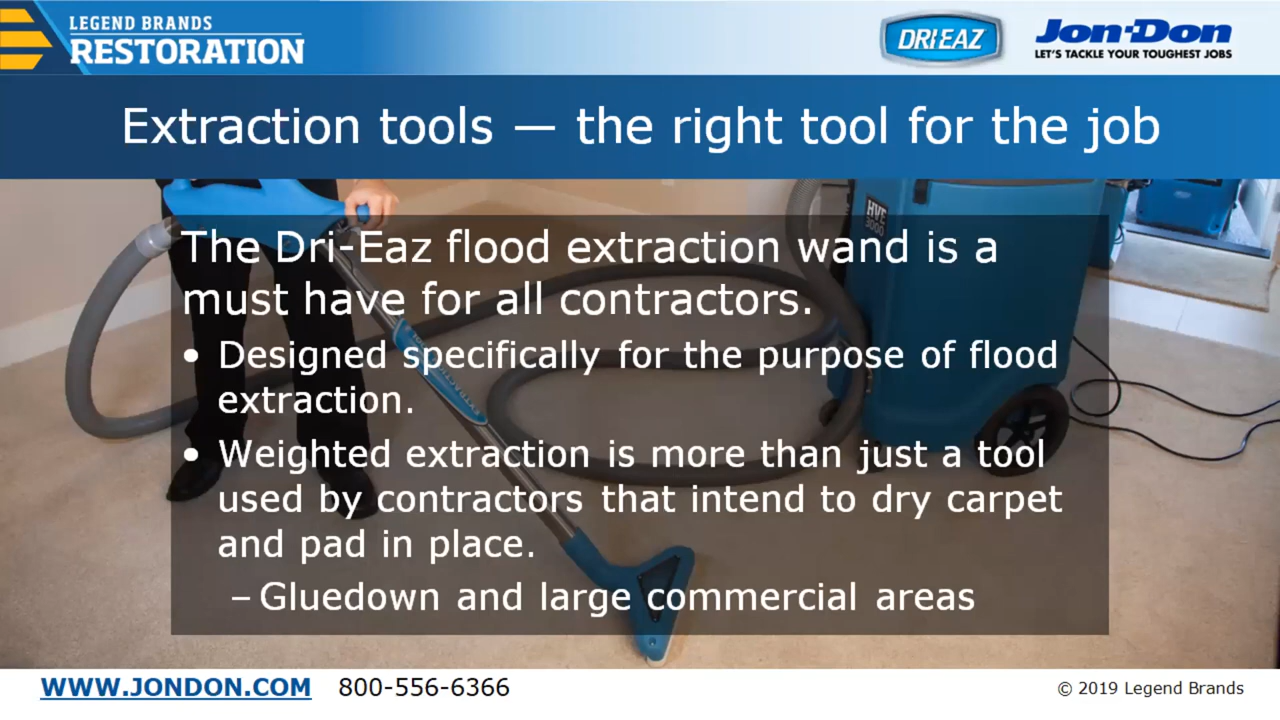 LEGEND BRANDS
RESTORATION
DRIEAZ
Jon-Don
LET'S TACKLE YOUR TOUGHEST JOBS
Extraction tools — the right tool for the job
HVE
3000
The Dri-Eaz flood extraction wand is a
must have for all contractors.
• Designed specifically for the purpose of flood
extraction.
• Weighted extraction is more than just a tool
used by contractors that intend to dry carpet
and pad in place.
– Gluedown and large commercial areas
WWW.JONDON.COM 800-556-6366
© 2019 Legend Brands